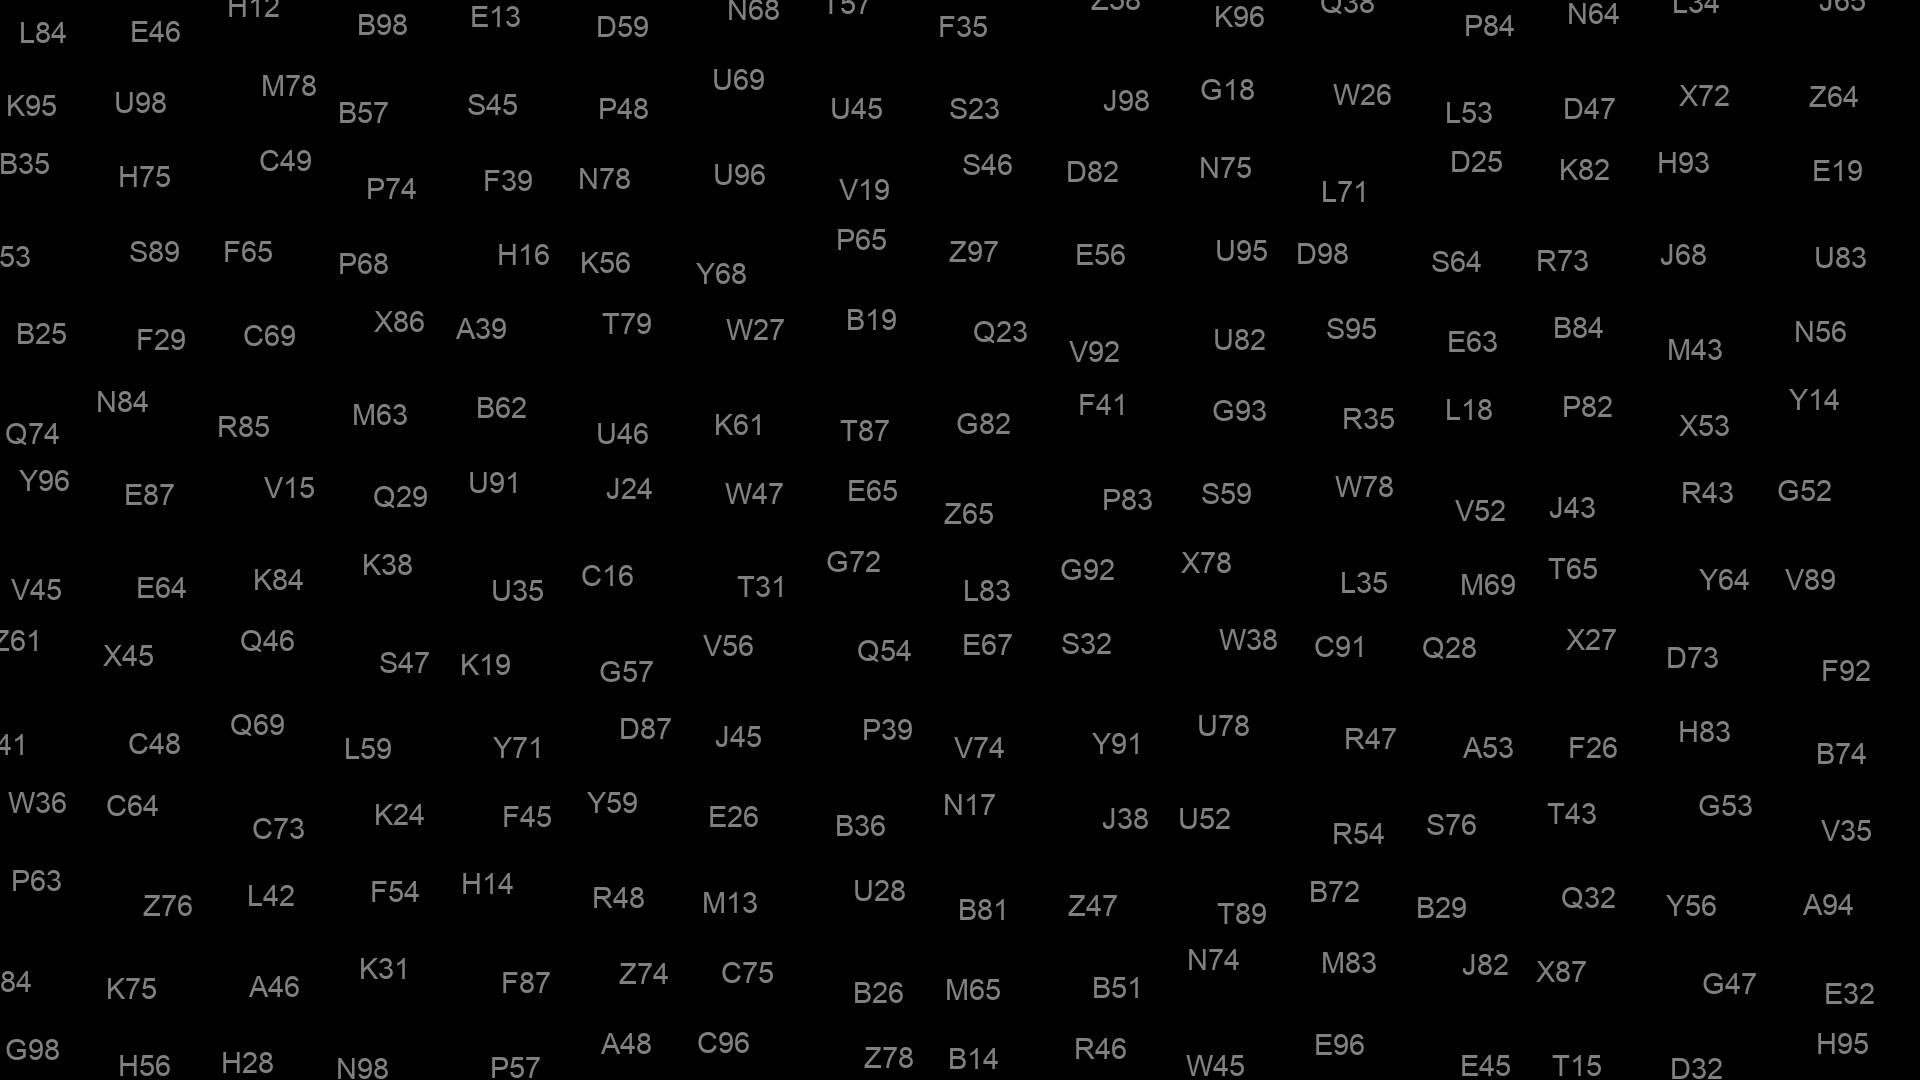 L84 E46 H12 B98 E13 D59 N68 T57 F35 Z58 K96 Q38 P84 N64 L34 J65
K95 U98 M78 B57 S45 P48 U69 U45 S23 J98 G18 W26 L53 D47 X72 Z64
B35 H75 C49 P74 F39 N78 U96 V19 S46 D82 N75 L71 D25 K82 H93 E19
53 S89 F65 P68 H16 K56 Y68 P65 Z97 E56 U95 D98 S64 R73 J68 U83
B25 F29 C69 X86 A39 T79 W27 B19 Q23 V92 U82 S95 E63 B84 M43 N56
Q74 N84 R85 M63 B62 U46 K61 T87 G82 F41 G93 R35 L18 P82 X53 Y14
Y96 E87 V15 Q29 U91 J24 W47 E65 Z65 P83 S59 W78 V52 J43 R43 G52
V45 E64 K84 K38 U35 C16 T31 G72 L83 G92 X78 L35 M69 T65 Y64 V89
Z61 X45 Q46 S47 K19 G57 V56 Q54 E67 S32 W38 C91 Q28 X27 D73 F92
41 C48 Q69 L59 Y71 D87 J45 P39 V74 Y91 U78 R47 A53 F26 H83 B74
W36 C64 C73 K24 F45 Y59 E26 B36 N17 J38 U52 R54 S76 T43 G53 V35
P63 Z76 L42 F54 H14 R48 M13 U28 B81 Z47 T89 B72 B29 Q32 Y56 A94
84 K75 A46 K31 F87 Z74 C75 B26 M65 B51 N74 M83 J82 X87 G47 E32
G98 H56 H28 N98 P57 A48 C96 Z78 B14 R46 W45 E96 E45 T15 D32 H95